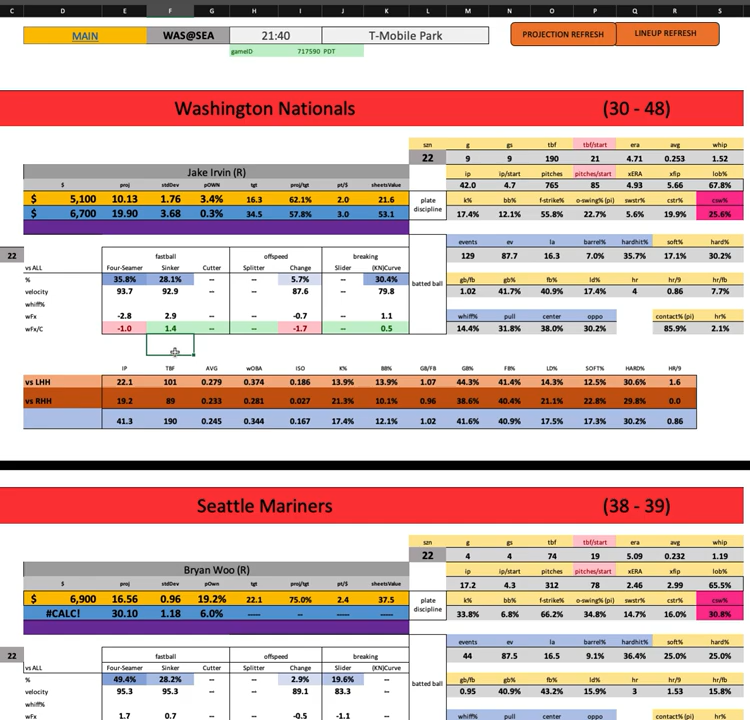 C D E F G H I J K L M N O P Q R S
MAIN WAS@SEA 21:40 T-Mobile Park PROJECTION REFRESH LINEUP REFRESH
gameID 717590 PDT
Washington Nationals (30 - 48)
szn g gs tbf tbf/start era avg whip
22 9 9 190 21 4.71 0.253 1.52
Jake Irvin (R) ip ip/start pitches pitches/start xERA xfip lob%
$ proj stdDev pOWN tgt proj/tgt pt/$ sheetsValue 42.0 4.7 765 85 4.93 5.66 67.8%
$ 5,100 10.13 1.76 3.4% 16.3 62.1% 2.0 21.6 plate discipline k% bb% f-strike% o-swing% (pi) swstr% cstr% csw%
$ 6,700 19.90 3.68 0.3% 34.5 57.8% 3.0 53.1 17.4% 12.1% 55.8% 22.7% 5.6% 19.9% 25.6%
events ev la barrel% hardhit% soft% hard%
22 fastball offspeed breaking 129 87.7 16.3 7.0% 35.7% 17.1% 30.2%
vs ALL Four-Seamer Sinker Cutter Splitter Change Slider (KN)Curve
% 35.8% 28.1% -- -- 5.7% -- 30.4% batted ball gb/fb gb% fb% ld% hr hr/9 hr/fb
velocity 93.7 92.9 -- -- 87.6 -- 79.8 1.02 41.7% 40.9% 17.4% 4 0.86 7.7%
whiff%
wFx -2.8 2.9 -- -- -0.7 -- 1.1 whiff% pull center oppo contact% (pi) hr%
wFx/C -1.0 1.4 -- -- -1.7 -- 0.5 14.4% 31.8% 38.0% 30.2% 85.9% 2.1%
IP TBF AVG wOBA ISO K% BB% GB/FB GB% FB% LD% SOFT% HARD% HR/9
vs LHH 22.1 101 0.279 0.374 0.186 13.9% 13.9% 1.07 44.3% 41.4% 14.3% 12.5% 30.6% 1.6
vs RHH 19.2 89 0.233 0.281 0.027 21.3% 10.1% 0.96 38.6% 40.4% 21.1% 22.8% 29.8% 0.0
41.3 190 0.245 0.344 0.167 17.4% 12.1% 1.02 41.6% 40.9% 17.5% 17.3% 30.2% 0.86
Seattle Mariners (38 - 39)
szn g gs tbf tbf/start era avg whip
22 4 4 74 19 5.09 0.232 1.19
Bryan Woo (R) ip ip/start pitches pitches/start xERA xfip lob%
$ proj stdDev pOwn tgt proj/tgt pt/$ sheetsValue 17.2 4.3 312 78 2.46 2.99 65.5%
$ 6,900 16.56 0.96 19.2% 22.1 75.0% 2.4 37.5 plate discipline k% bb% f-strike% o-swing% (pi) swstr% cstr% csw%
#CALC! 30.10 1.18 6.0% ---- ---- -- ---- 33.8% 6.8% 66.2% 34.8% 14.7% 16.0% 30.8%
events ev la barrel% hardhit% soft% hard%
22 fastball offspeed breaking 44 87.5 16.5 9.1% 36.4% 25.0% 25.0%
vs ALL Four-Seamer Sinker Cutter Splitter Change Slider (KN)Curve
% 49.4% 28.2% -- -- 2.9% 19.6% -- batted ball gb/fb gb% fb% ld% hr hr/9 hr/fb
velocity 95.3 95.3 -- -- 89.1 83.3 -- 0.95 40.9% 43.2% 15.9% 3 1.53 15.8%
whiff%
wFx 1.7 0.7 -- -- -0.5 -1.1 -- whiff% pull center oppo contact% (pi) hr%